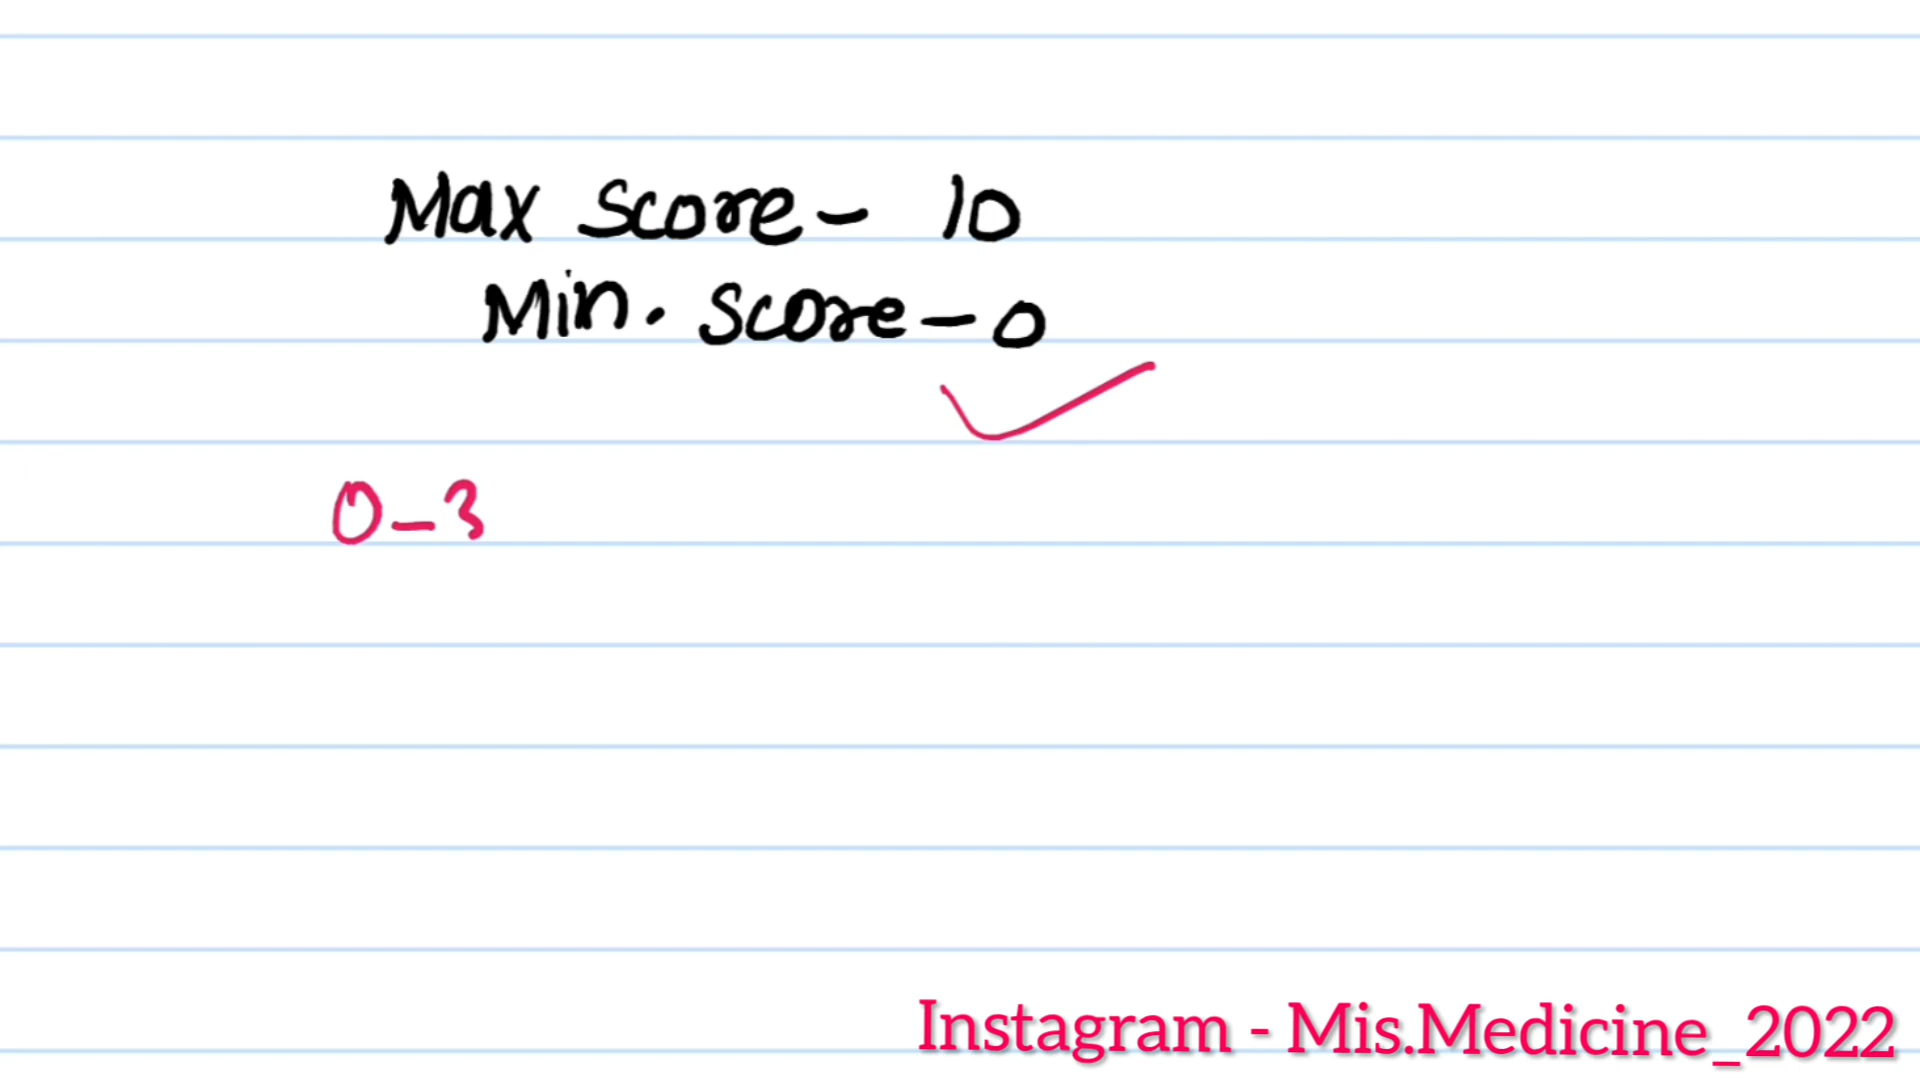 Max Score - 10
Min. Score - 0
0-3
Instagram - Mis.Medicine_2022